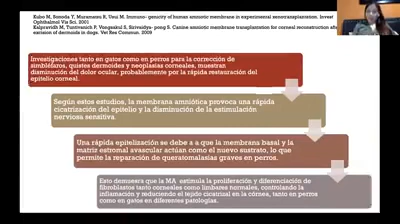 Kubo M, Sonoda Y, Muramatsu R, Usui M. Immuno- genicity of human amniotic membrane in experimental xenotransplantation. Invest
Ophthalmol Vis Sci. 2001
Kalpravidh M, Tuntivanich P, Vongsakul S, Sirivaidya- pong S. Canine amniotic membrane transplantation for corneal reconstruction after
excision of dermoids in dogs. Vet Res Commun. 2009
Investigaciones tanto en gatos como en perros para la corrección de
simbléfaros, quistes dermoides y neoplasias corneales, muestran
disminución del dolor ocular, probablemente por la rápida restauración del
epitelio corneal.
Según estos estudios, la membrana amniótica provoca una rápida
cicatrización del epitelio y la disminución de la estimulación
nerviosa sensitiva.
Una rápida epitelización se debe a a que la membrana basal y la
matriz estromal avascular actúan como el nuevo sustrato, lo que
permite la reparación de queratomalasias graves en perros.
Esto demuestra que la MA estimula la proliferación y diferenciación de
fibroblastos tanto corneales como limbares normales, controlando la
inflamación y reduciendo el tejido cicatricial en la córnea, tanto en perros
como en gatos en diferentes patologías.